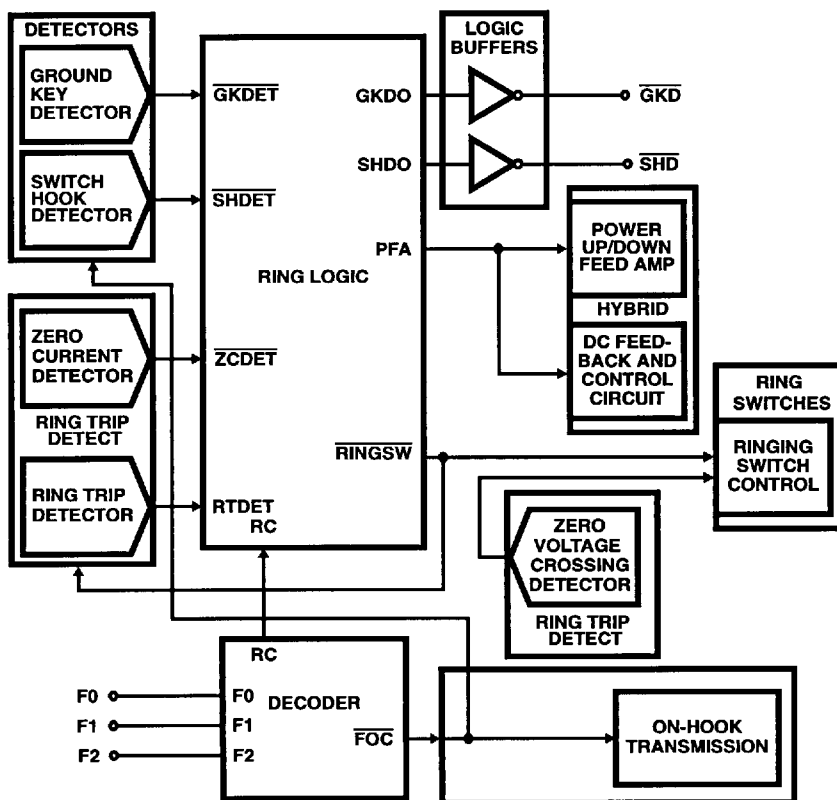 DETECTORS
GROUND
KEY
DETECTOR
SWITCH
HOOK
DETECTOR
ZERO
CURRENT
DETECTOR
RING TRIP
DETECT
RING TRIP
DETECTOR
GKDET
SHDET
ZCDET
RTDET
RC
RING LOGIC
GKDO
SHDO
PFA
RINGSW
LOGIC
BUFFERS
GKD
SHD
POWER
UP/DOWN
FEED AMP
HYBRID
DC FEED-
BACK AND
CONTROL
CIRCUIT
RING
SWITCHES
RINGING
SWITCH
CONTROL
ZERO
VOLTAGE
CROSSING
DETECTOR
RING TRIP
DETECT
RC
DECODER
F0
F1
F2
F0
F1
F2
FOC
ON-HOOK
TRANSMISSION